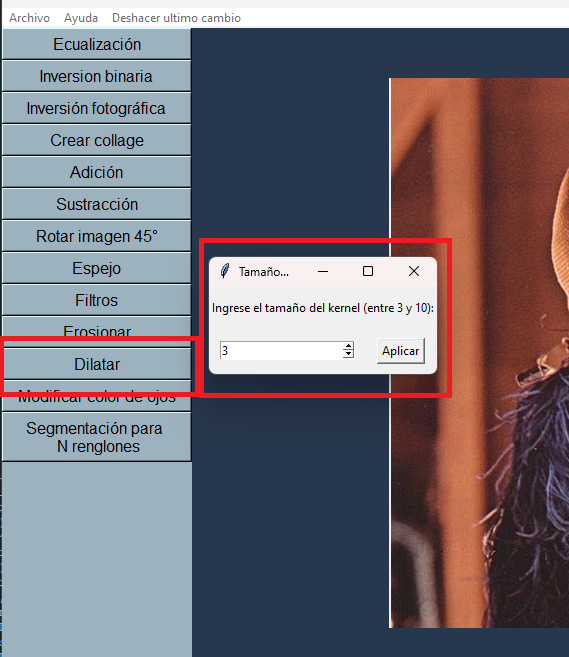 Archivo Ayuda Deshacer ultimo cambio
Ecualización
Inversion binaria
Inversión fotográfica
Crear collage
Adición
Sustracción
Rotar imagen 45°
Espejo
Filtros
Erosionar
Dilatar
Modificar color de ojos
Segmentación para
N renglones
Tamaño...
Ingrese el tamaño del kernel (entre 3 y 10):
3
Aplicar